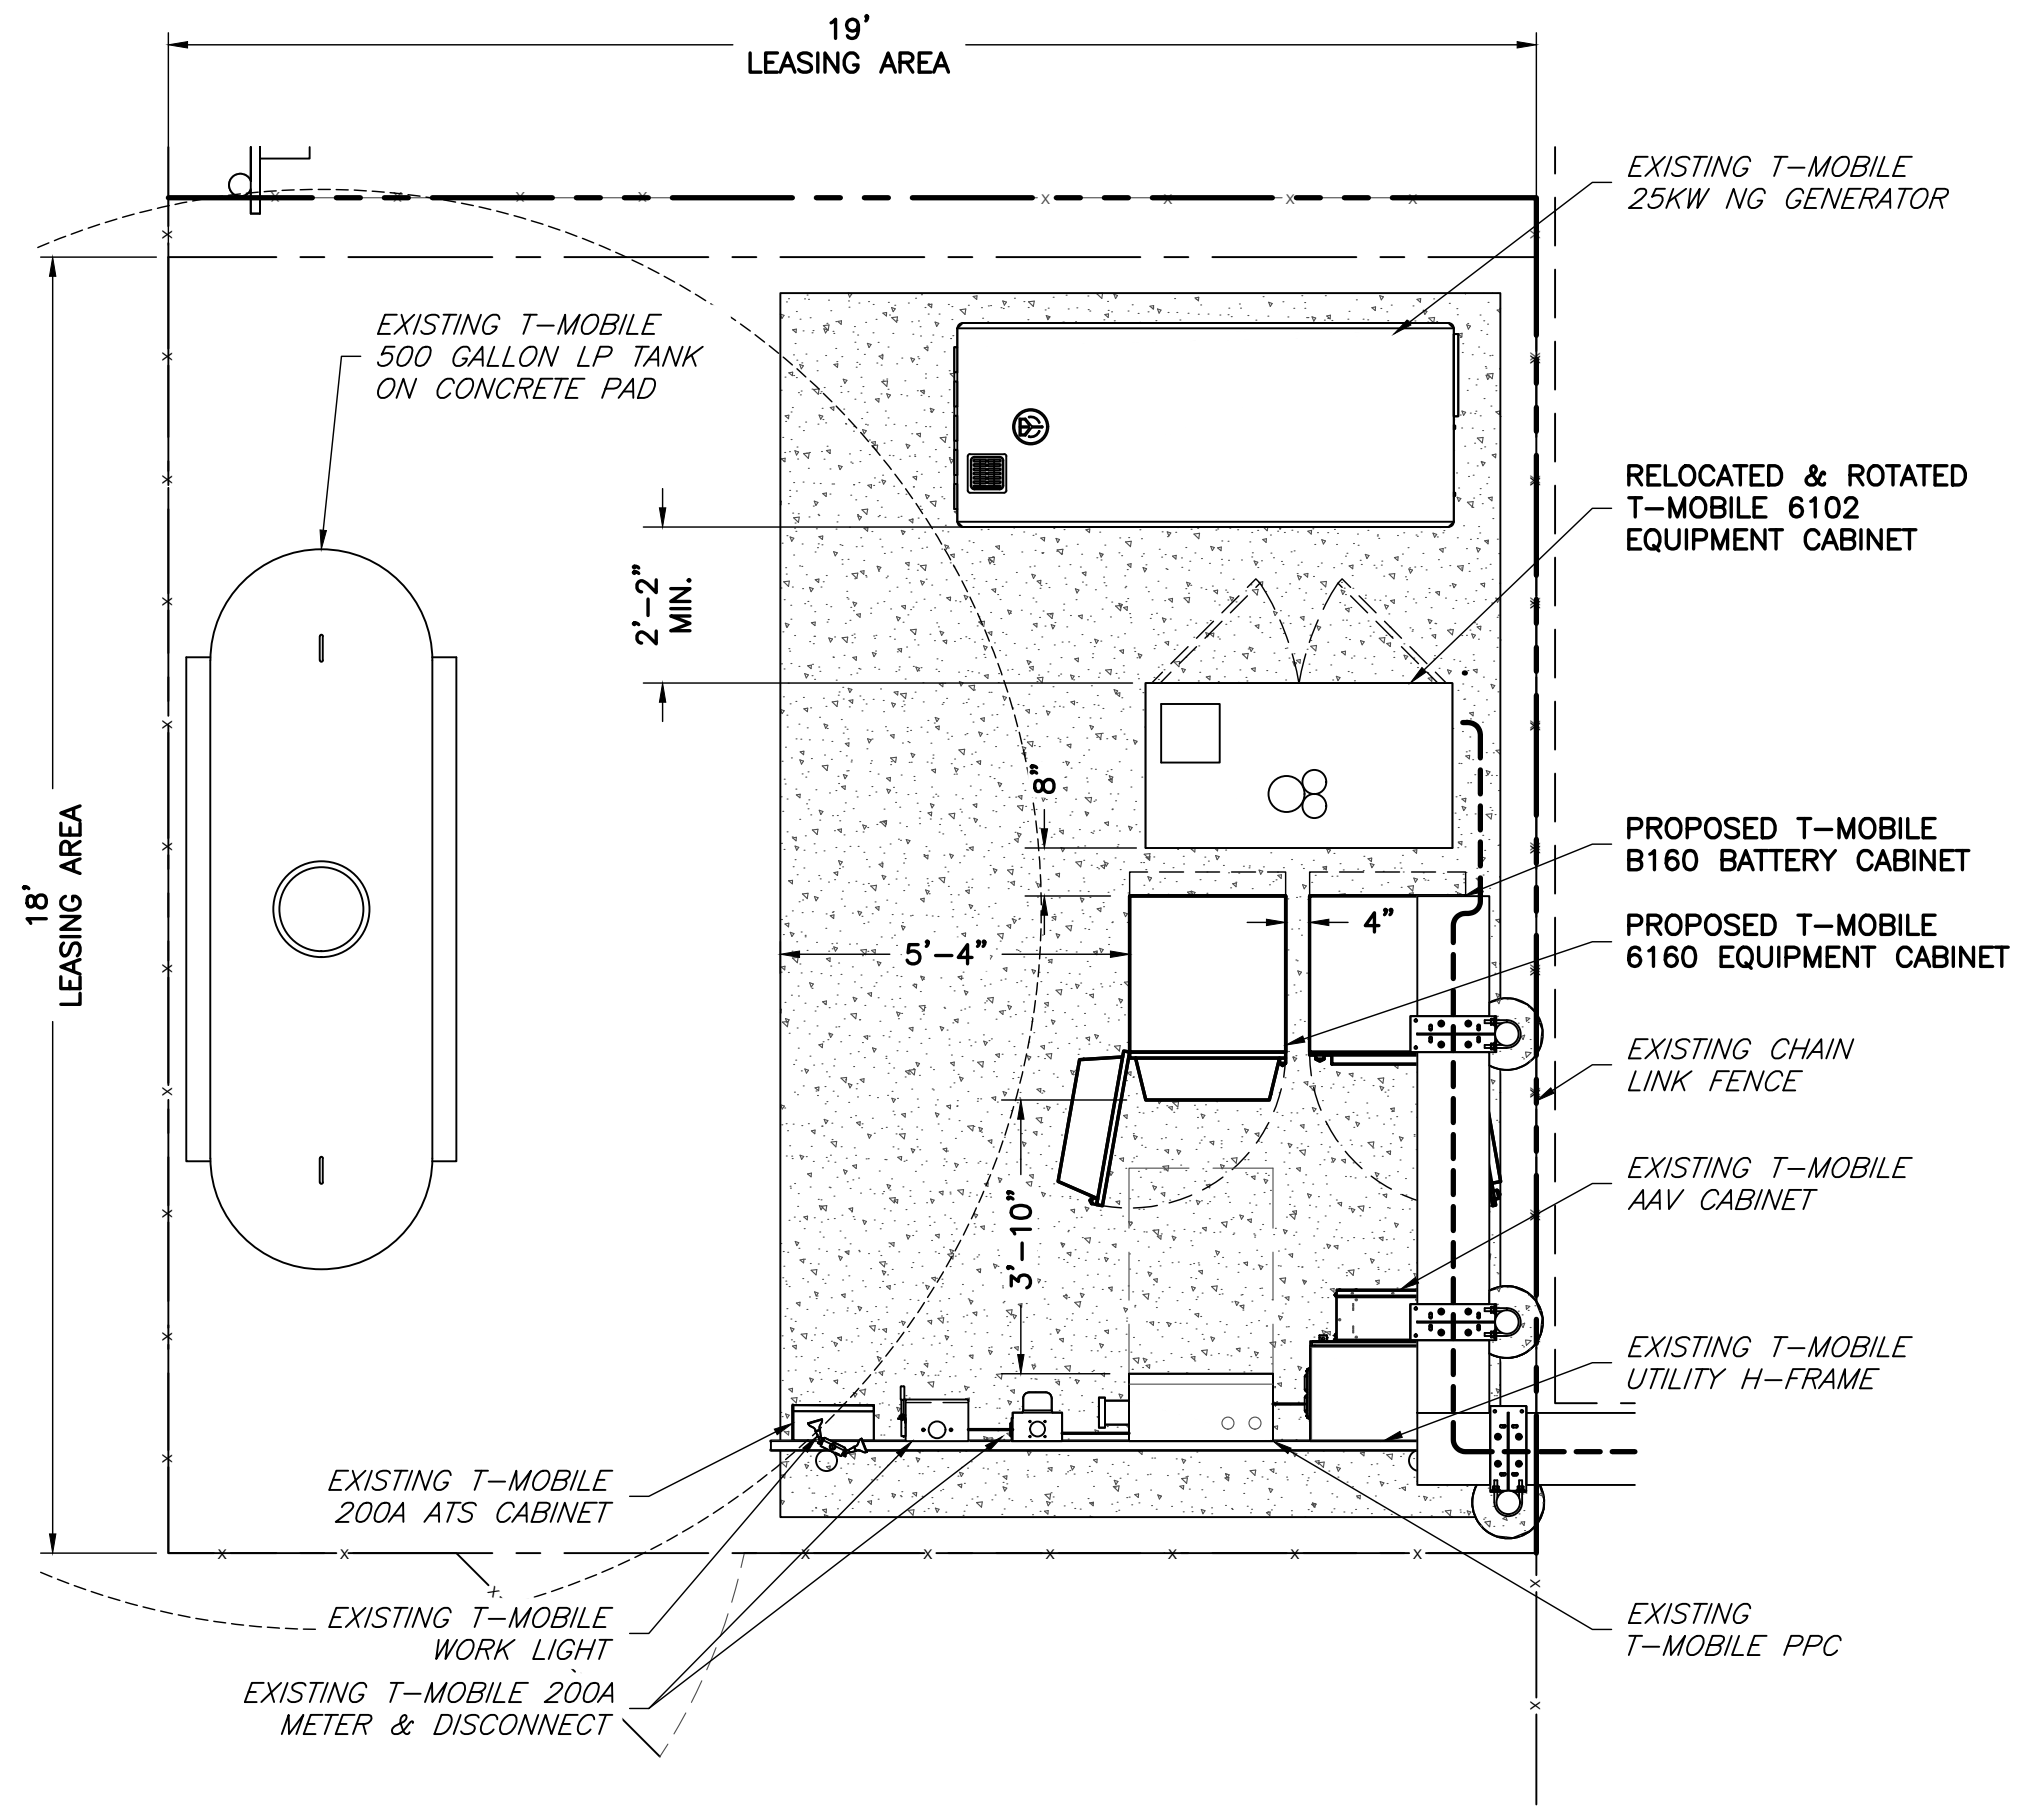 19'
LEASING AREA
EXISTING T-MOBILE
25KW NG GENERATOR
EXISTING T-MOBILE
500 GALLON LP TANK
ON CONCRETE PAD
RELOCATED & ROTATED
T-MOBILE 6102
EQUIPMENT CABINET
2'-2"
MIN.
8"
PROPOSED T-MOBILE
B160 BATTERY CABINET
18'
LEASING AREA
5'-4"
4"
PROPOSED T-MOBILE
6160 EQUIPMENT CABINET
EXISTING CHAIN
LINK FENCE
3'-10"
EXISTING T-MOBILE
AAV CABINET
EXISTING T-MOBILE
UTILITY H-FRAME
EXISTING T-MOBILE
200A ATS CABINET
EXISTING T-MOBILE
WORK LIGHT
EXISTING
T-MOBILE PPC
EXISTING T-MOBILE 200A
METER & DISCONNECT